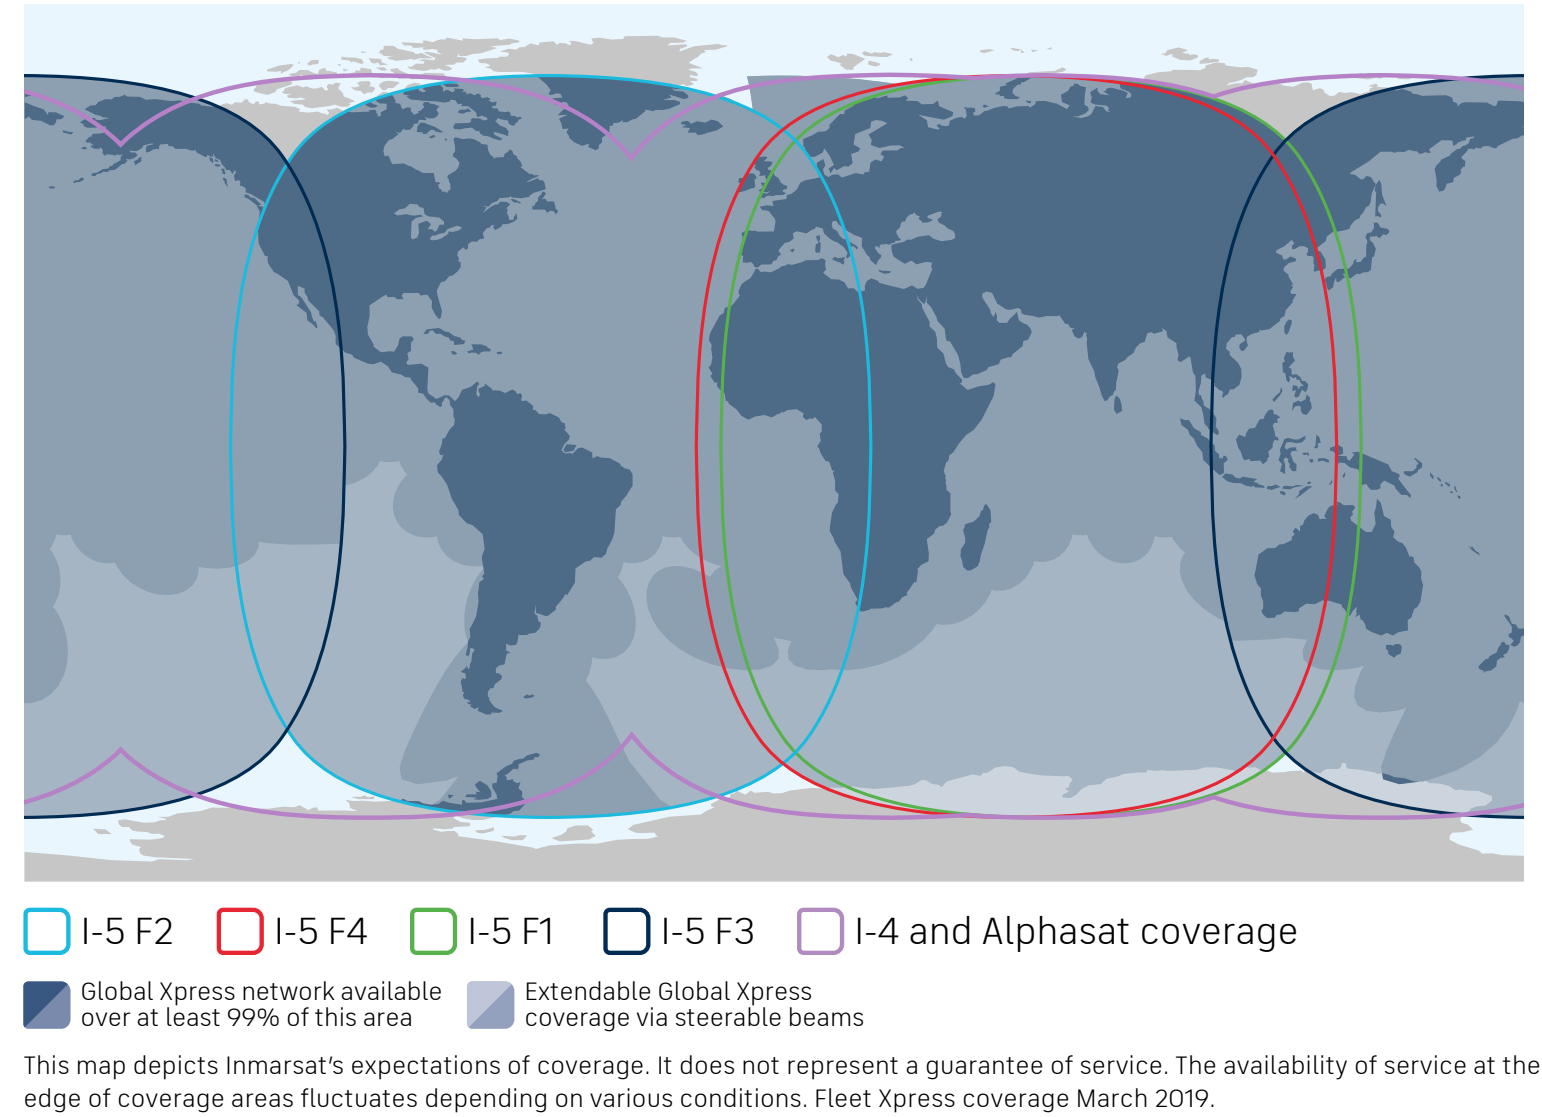 I-5 F2 I-5 F4 I-5 F1 I-5 F3 I-4 and Alphasat coverage
Global Xpress network available
over at least 99% of this area
Extendable Global Xpress
coverage via steerable beams
This map depicts Inmarsat's expectations of coverage. It does not represent a guarantee of service. The availability of service at the
edge of coverage areas fluctuates depending on various conditions. Fleet Xpress coverage March 2019.